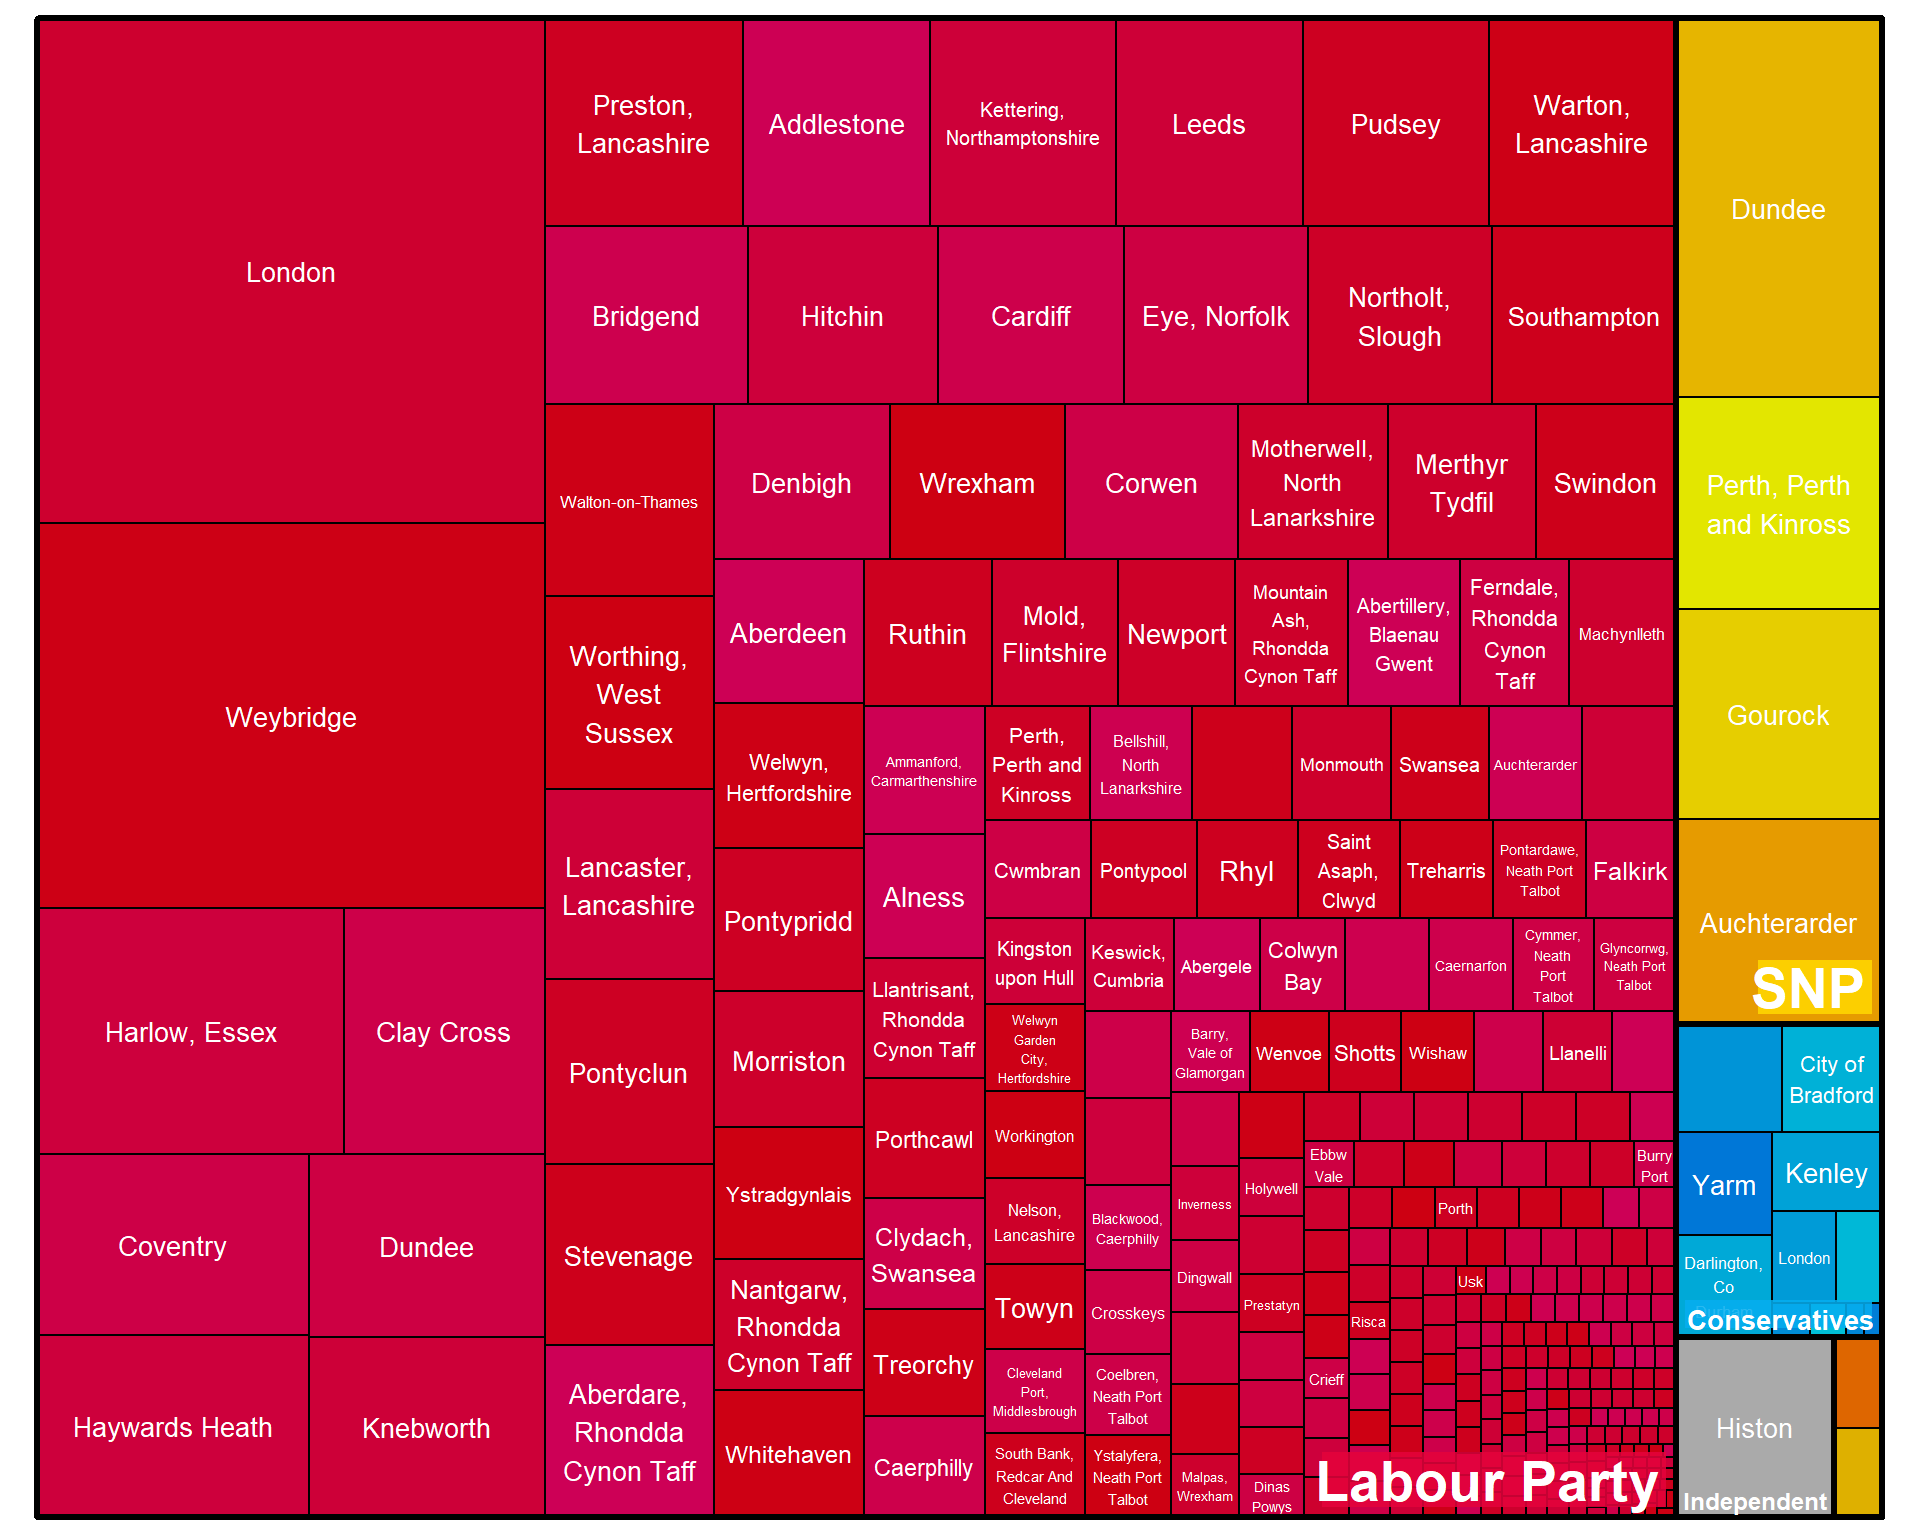 London
Weybridge
Harlow, Essex
Clay Cross
Coventry
Dundee
Haywards Heath
Knebworth
Preston,
Lancashire
Addlestone
Kettering,
Northamptonshire
Leeds
Pudsey
Warton,
Lancashire
Bridgend
Hitchin
Cardiff
Eye, Norfolk
Northolt,
Slough
Southampton
Walton-on-Thames
Worthing,
West
Sussex
Lancaster,
Lancashire
Pontyclun
Stevenage
Aberdare,
Rhondda
Cynon Taff
Denbigh
Wrexham
Corwen
Motherwell,
North
Lanarkshire
Merthyr
Tydfil
Swindon
Aberdeen
Welwyn,
Hertfordshire
Pontypridd
Morriston
Ystradgynlais
Nantgarw,
Rhondda
Cynon Taff
Whitehaven
Ruthin
Mold,
Flintshire
Newport
Mountain
Ash,
Rhondda
Cynon Taff
Abertillery,
Blaenau
Gwent
Ferndale,
Rhondda
Cynon
Taff
Machynlleth
Ammanford,
Carmarthenshire
Alness
Llantrisant,
Rhondda
Cynon Taff
Porthcawl
Clydach,
Swansea
Treorchy
Caerphilly
Perth,
Perth and
Kinross
Bellshill,
North
Lanarkshire
Monmouth
Swansea
Auchterarder
Cwmbran
Pontypool
Rhyl
Saint
Asaph,
Clwyd
Treharris
Pontardawe,
Neath Port
Talbot
Falkirk
Kingston
upon Hull
Welwyn
Garden
City,
Hertfordshire
Workington
Nelson,
Lancashire
Towyn
Cleveland
Port,
Middlesbrough
South Bank,
Redcar And
Cleveland
Keswick,
Cumbria
Abergele
Colwyn
Bay
Caernarfon
Cymmer,
Neath
Port
Talbot
Glyncorrwg,
Neath Port
Talbot
Blackwood,
Caerphilly
Crosskeys
Coelbren,
Neath Port
Talbot
Ystalyfera,
Neath Port
Talbot
Barry,
Vale of
Glamorgan
Wenvoe
Shotts
Wishaw
Llanelli
Inverness
Dingwall
Malpas,
Wrexham
Holywell
Prestatyn
Dinas
Powys
Ebbw
Vale
Burry
Port
Porth
Usk
Risca
Crieff
Labour Party
Dundee
Perth, Perth
and Kinross
Gourock
Auchterarder
SNP
City of
Bradford
Yarm
Kenley
Darlington,
Co
Durham
London
Conservatives
Histon
Independent